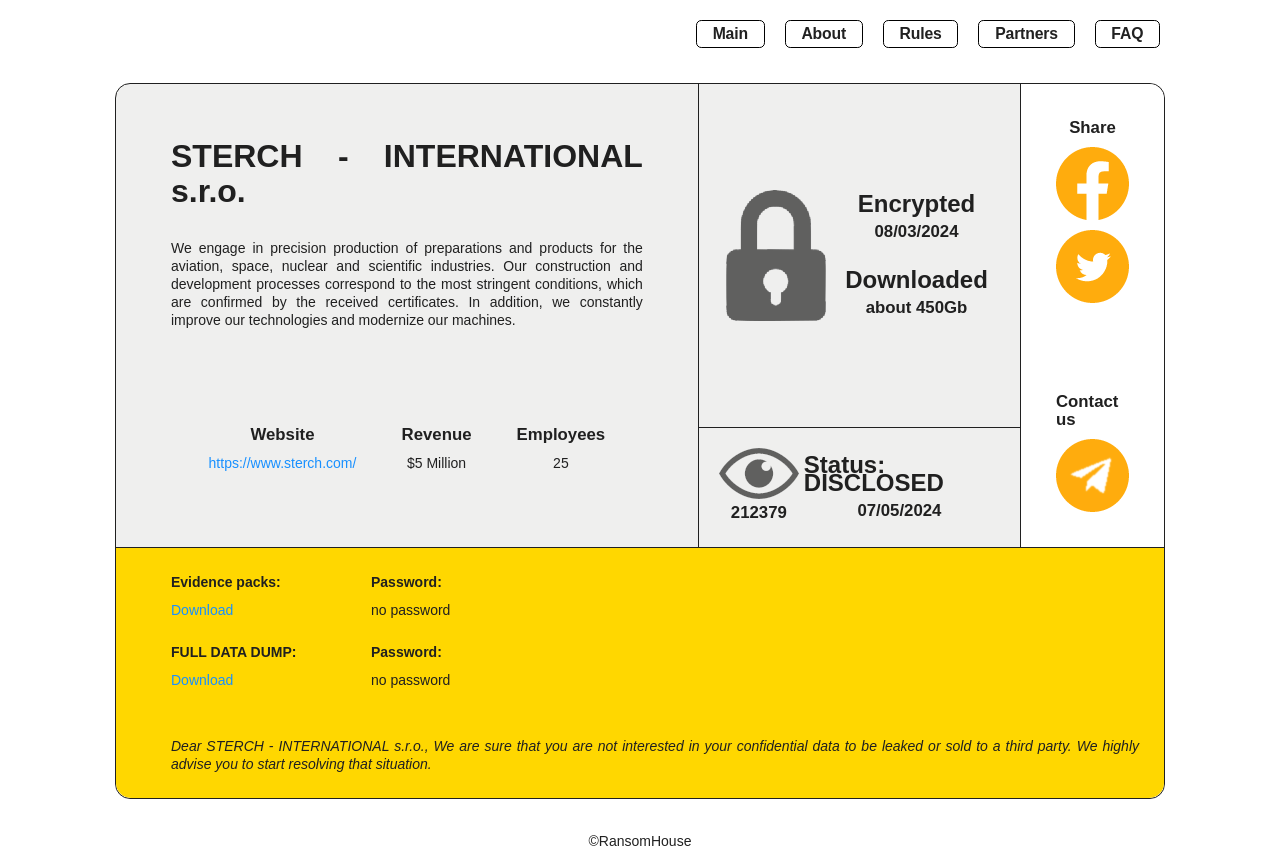 Main
About
Rules
Partners
FAQ
STERCH - INTERNATIONAL
s.r.o.
We engage in precision production of preparations and products for the
aviation, space, nuclear and scientific industries. Our construction and
development processes correspond to the most stringent conditions, which
are confirmed by the received certificates. In addition, we constantly
improve our technologies and modernize our machines.
Website
Revenue
Employees
https://www.sterch.com/
$5 Million
25
Encrypted
08/03/2024
Downloaded
about 450Gb
Status:
DISCLOSED
212379
07/05/2024
Share
Contact
us
Evidence packs:
Password:
Download
no password
FULL DATA DUMP:
Password:
Download
no password
Dear STERCH - INTERNATIONAL s.r.o., We are sure that you are not interested in your confidential data to be leaked or sold to a third party. We highly
advise you to start resolving that situation.
©RansomHouse